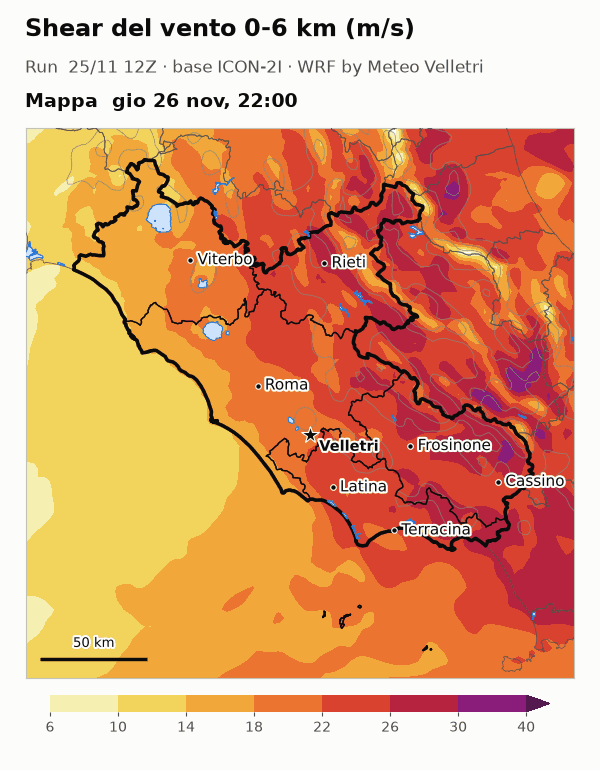 Shear del vento 0-6 km (m/s)
Run  25/11 12Z · base ICON-2I · WRF by Meteo Velletri
Mappa  gio 26 nov, 22:00
Viterbo
Rieti
Roma
Velletri
Frosinone
Cassino
Latina
Terracina
50 km
6 10 14 18 22 26 30 40